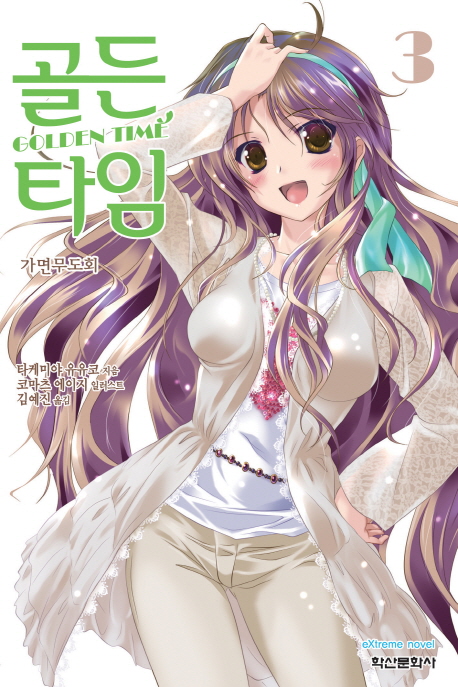 3
골든
GOLDEN TIME
타임
가면무도회
타케미야 유우코 지음
코마츠 에이지 일러스트
김예진 옮김
eXtreme novel
학산문화사